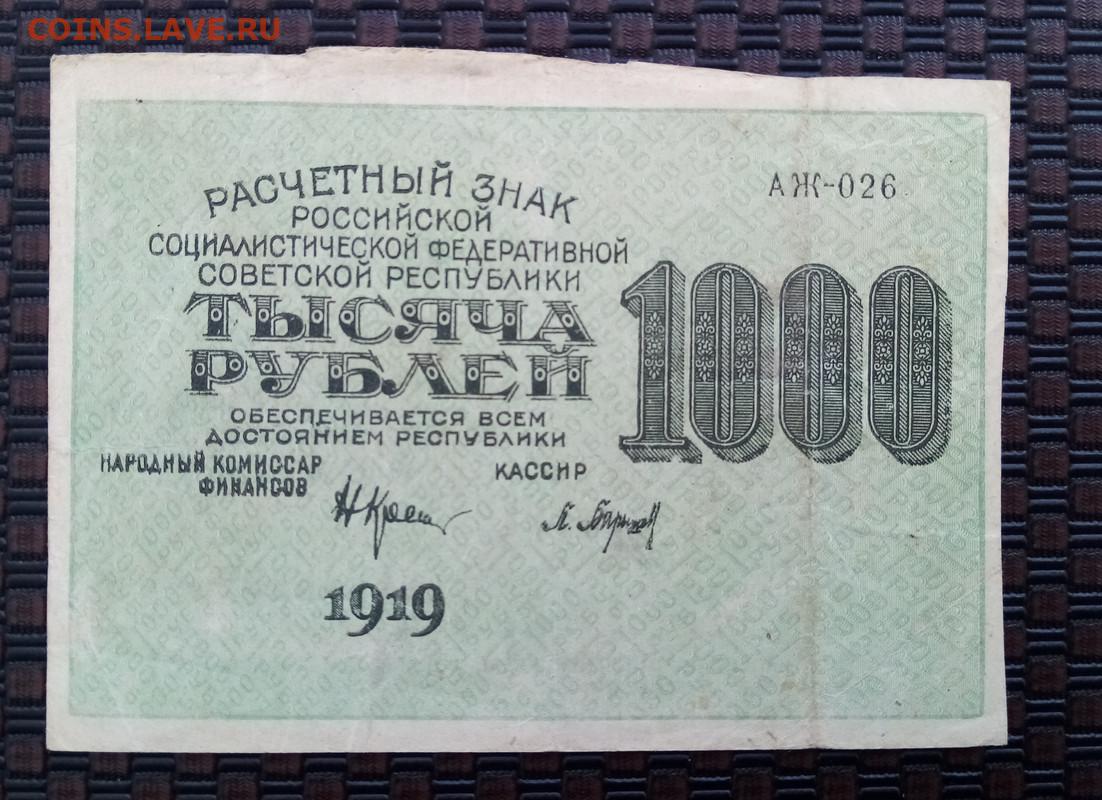 COINS.LAVE.RU
АЖ-026
РАСЧЕТНЫЙ ЗНАК
РОССИЙСКОЙ
СОЦИАЛИСТИЧЕСКОЙ ФЕДЕРАТИВНОЙ
СОВЕТСКОЙ РЕСПУБЛИКИ
ТЫСЯЧА
РУБЛЕЙ
1000
ОБЕСПЕЧИВАЕТСЯ ВСЕМ
ДОСТОЯНИЕМ РЕСПУБЛИКИ
НАРОДНЫЙ КОМИССАР
ФИНАНСОВ
КАССИР
1919